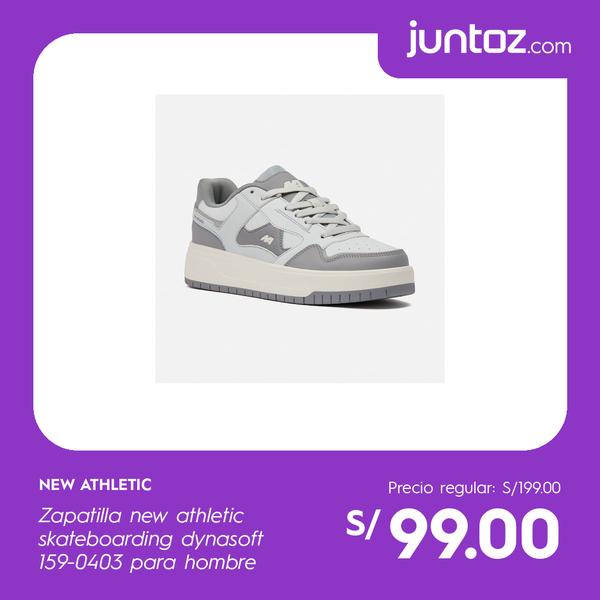 juntoz.com
NEW ATHLETIC
Zapatilla new athletic
skateboarding dynasoft
159-0403 para hombre
Precio regular: S/199.00
S/99.00